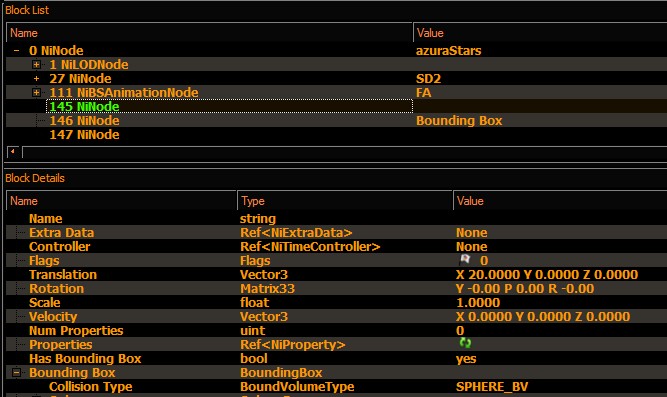 Block List
Name Value
0 NiNode azuraStars
1 NiLODNode
27 NiNode SD2
111 NiBSAnimationNode FA
145 NiNode
146 NiNode Bounding Box
147 NiNode
Block Details
Name Type Value
Name string
Extra Data Ref<NiExtraData> None
Controller Ref<NiTimeController> None
Flags Flags 0
Translation Vector3 X 20.0000 Y 0.0000 Z 0.0000
Rotation Matrix33 Y -0.00 P 0.00 R -0.00
Scale float 1.0000
Velocity Vector3 X 0.0000 Y 0.0000 Z 0.0000
Num Properties uint 0
Properties Ref<NiProperty>
Has Bounding Box bool yes
Bounding Box BoundingBox
Collision Type BoundVolumeType SPHERE_BV